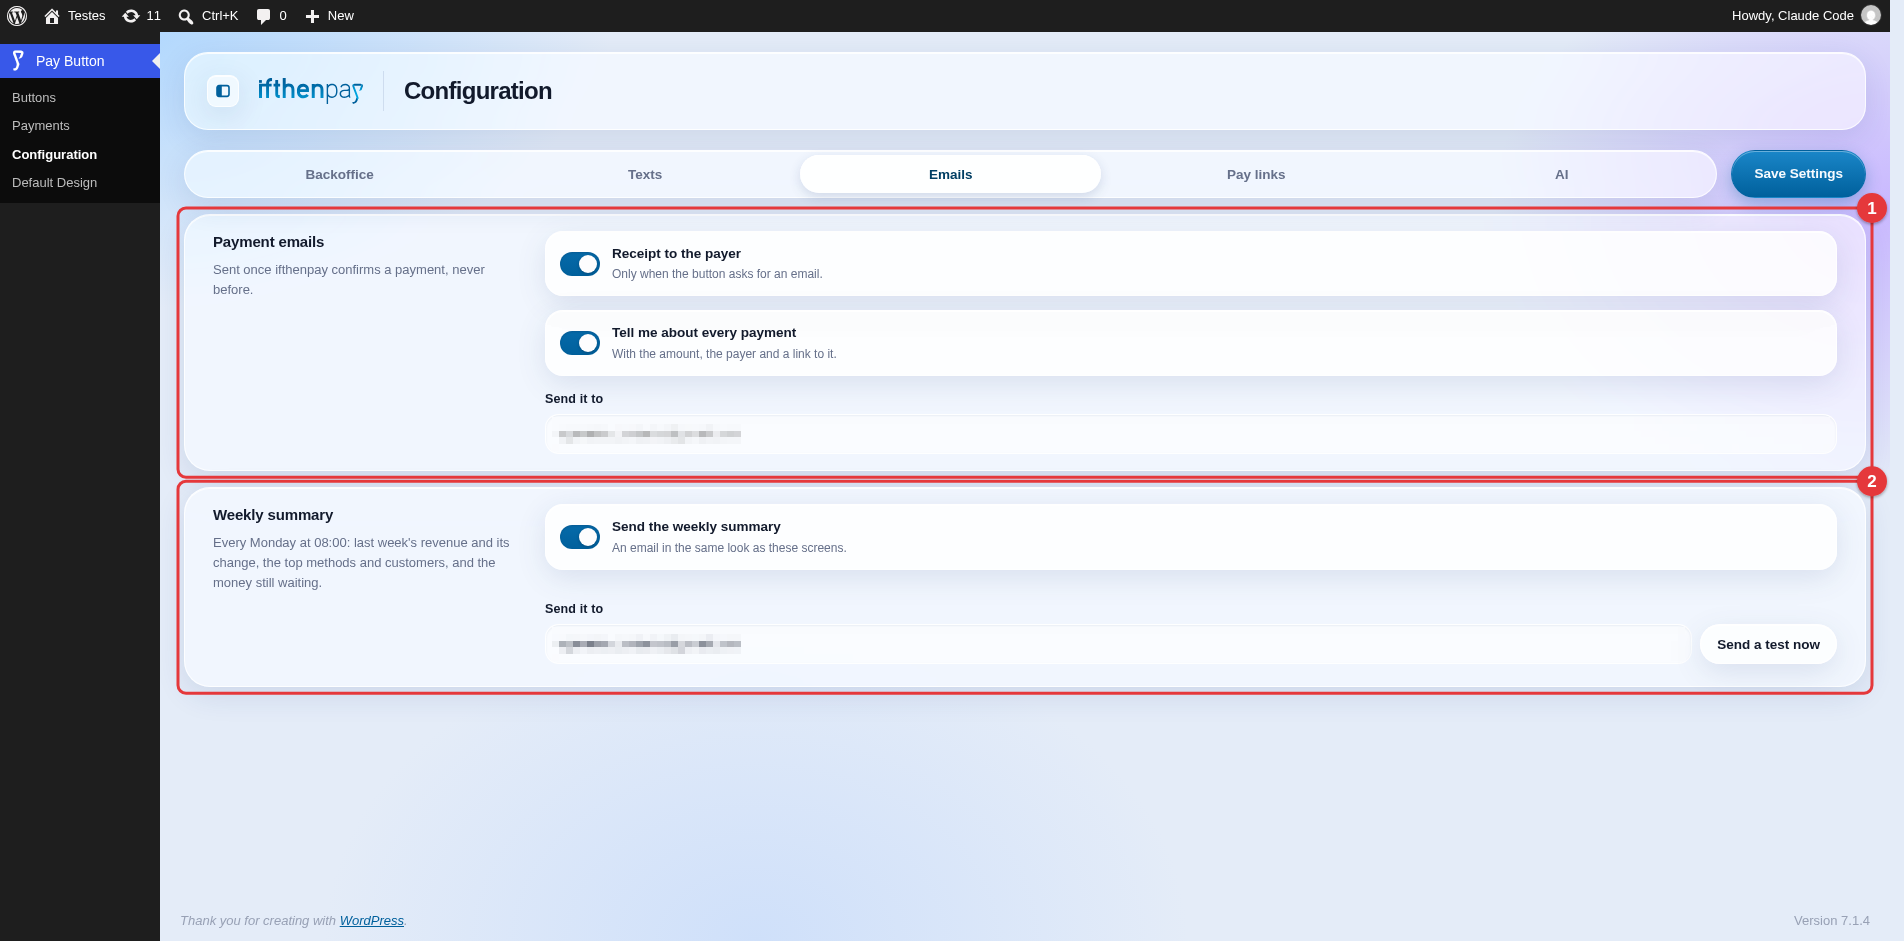 Testes
11
Ctrl+K
0
New
Howdy, Claude Code
Pay Button
Buttons
Payments
Configuration
Default Design
ifthenpay
Configuration
Backoffice
Texts
Emails
Pay links
AI
Save Settings
1
Payment emails
Sent once ifthenpay confirms a payment, never
before.
Receipt to the payer
Only when the button asks for an email.
Tell me about every payment
With the amount, the payer and a link to it.
Send it to
2
Weekly summary
Every Monday at 08:00: last week's revenue and its
change, the top methods and customers, and the
money still waiting.
Send the weekly summary
An email in the same look as these screens.
Send it to
Send a test now
Thank you for creating with WordPress.
Version 7.1.4